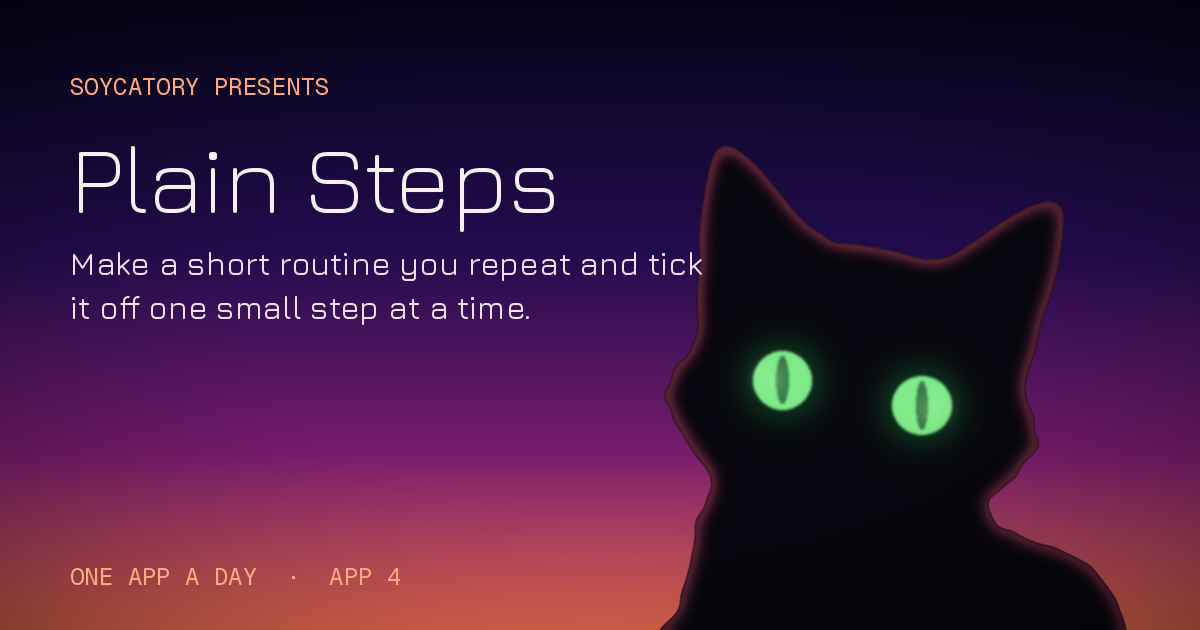 SOYCATORY PRESENTS
Plain Steps
Make a short routine you repeat and tick
it off one small step at a time.
ONE APP A DAY · APP 4